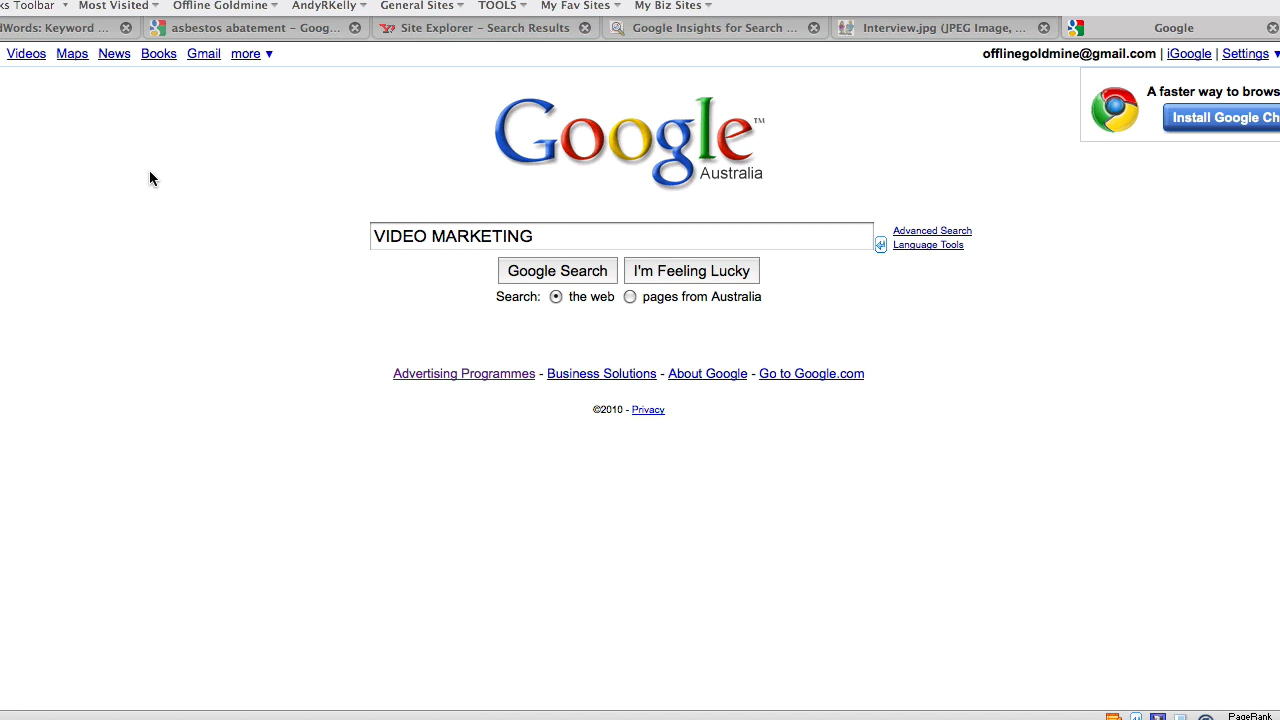 ks Toolbar Most Visited Offline Goldmine AndyRKelly General Sites TOOLS My Fav Sites My Biz Sites
dWords: Keyword ... asbestos abatement – Goog... Site Explorer – Search Results Google Insights for Search ... Interview.jpg (JPEG Image, ... Google
Videos Maps News Books Gmail more ▼ offlinegoldmine@gmail.com | iGoogle | Settings ▼
A faster way to brows
Install Google Ch
Google™
Australia
VIDEO MARKETING
Advanced Search
Language Tools
Google Search I'm Feeling Lucky
Search: the web pages from Australia
Advertising Programmes - Business Solutions - About Google - Go to Google.com
©2010 - Privacy
PageRank